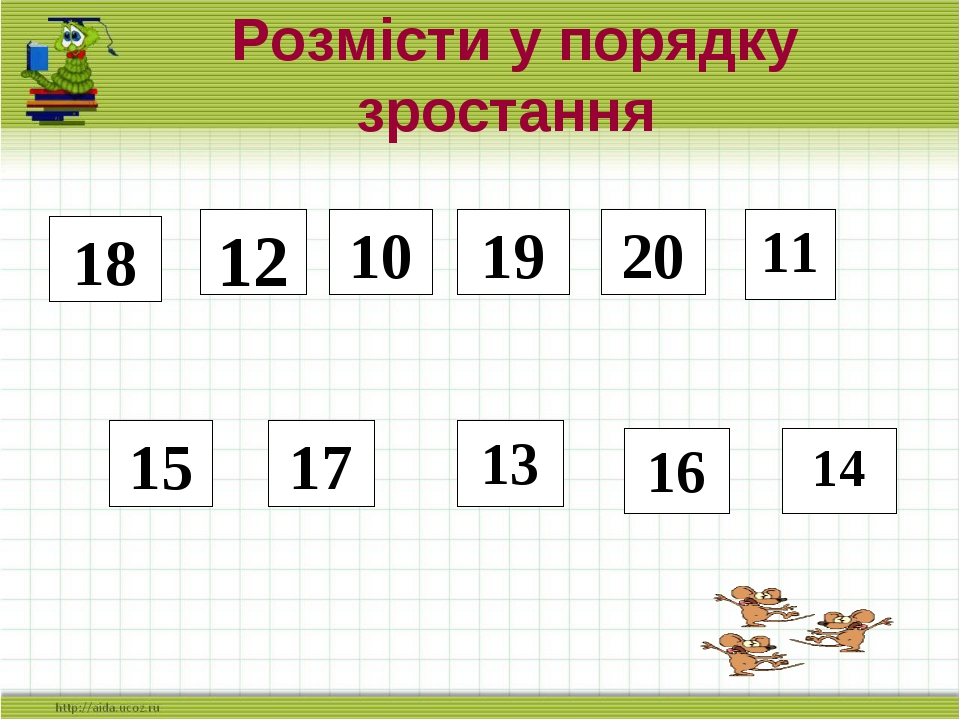 Розмісти у порядку
зростання
18 12 10 19 20 11
15 17 13 16 14
http://aida.ucoz.ru